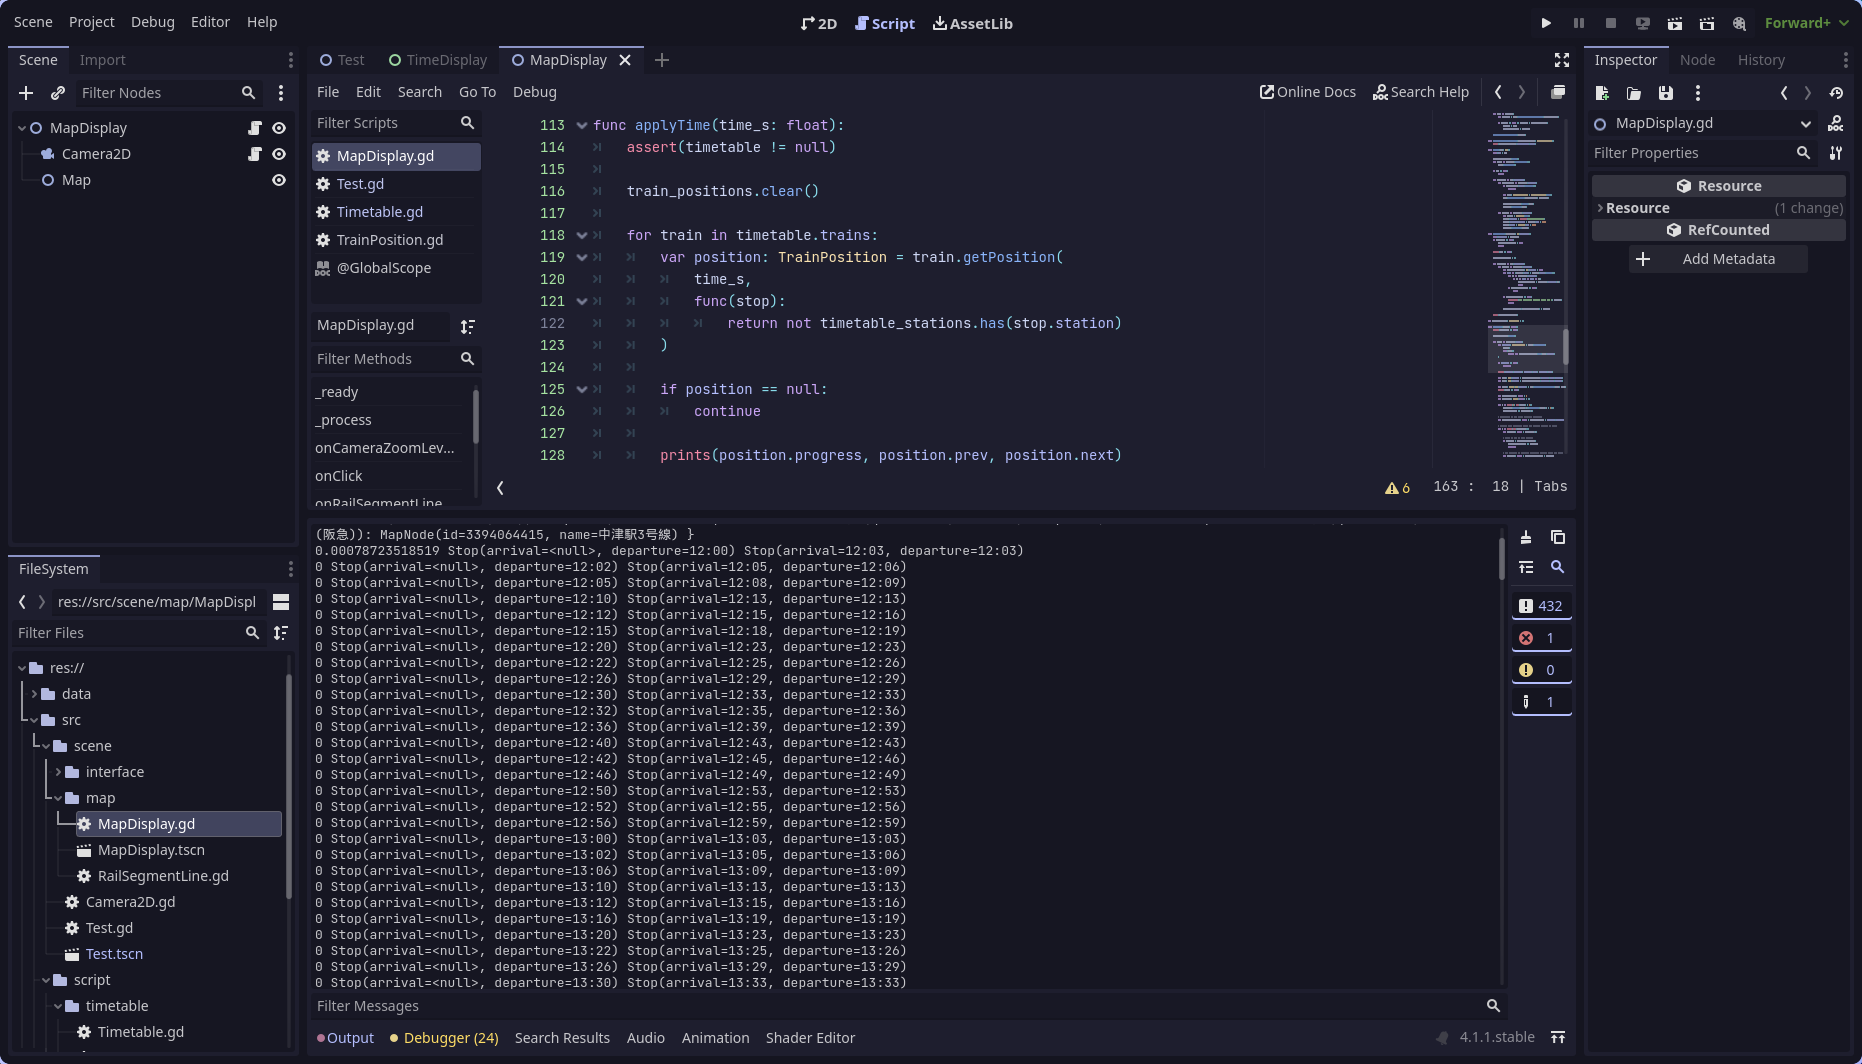 Scene Project Debug Editor Help
2D Script AssetLib
Forward+
Scene Import
Filter Nodes
MapDisplay
Camera2D
Map
Test TimeDisplay MapDisplay
File Edit Search Go To Debug
Online Docs Search Help
Filter Scripts
MapDisplay.gd
Test.gd
Timetable.gd
TrainPosition.gd
@GlobalScope
MapDisplay.gd
Filter Methods
_ready
_process
onCameraZoomLev...
onClick
onRailSegmentLine
113 func applyTime(time_s: float):
114 assert(timetable != null)
115
116 train_positions.clear()
117
118 for train in timetable.trains:
119 var position: TrainPosition = train.getPosition(
120 time_s,
121 func(stop):
122 return not timetable_stations.has(stop.station)
123 )
124
125 if position == null:
126 continue
127
128 prints(position.progress, position.prev, position.next)
6 163 : 18 | Tabs
Inspector Node History
MapDisplay.gd
Filter Properties
Resource
Resource (1 change)
RefCounted
Add Metadata
FileSystem
res://src/scene/map/MapDispl
Filter Files
res://
data
src
scene
interface
map
MapDisplay.gd
MapDisplay.tscn
RailSegmentLine.gd
Camera2D.gd
Test.gd
Test.tscn
script
timetable
Timetable.gd
(阪急)): MapNode(id=3394064415, name=中津駅3号線) }
0.00078723518519 Stop(arrival=<null>, departure=12:00) Stop(arrival=12:03, departure=12:03)
0 Stop(arrival=<null>, departure=12:02) Stop(arrival=12:05, departure=12:06)
0 Stop(arrival=<null>, departure=12:05) Stop(arrival=12:08, departure=12:09)
0 Stop(arrival=<null>, departure=12:10) Stop(arrival=12:13, departure=12:13)
0 Stop(arrival=<null>, departure=12:12) Stop(arrival=12:15, departure=12:16)
0 Stop(arrival=<null>, departure=12:15) Stop(arrival=12:18, departure=12:19)
0 Stop(arrival=<null>, departure=12:20) Stop(arrival=12:23, departure=12:23)
0 Stop(arrival=<null>, departure=12:22) Stop(arrival=12:25, departure=12:26)
0 Stop(arrival=<null>, departure=12:26) Stop(arrival=12:29, departure=12:29)
0 Stop(arrival=<null>, departure=12:30) Stop(arrival=12:33, departure=12:33)
0 Stop(arrival=<null>, departure=12:32) Stop(arrival=12:35, departure=12:36)
0 Stop(arrival=<null>, departure=12:36) Stop(arrival=12:39, departure=12:39)
0 Stop(arrival=<null>, departure=12:40) Stop(arrival=12:43, departure=12:43)
0 Stop(arrival=<null>, departure=12:42) Stop(arrival=12:45, departure=12:46)
0 Stop(arrival=<null>, departure=12:46) Stop(arrival=12:49, departure=12:49)
0 Stop(arrival=<null>, departure=12:50) Stop(arrival=12:53, departure=12:53)
0 Stop(arrival=<null>, departure=12:52) Stop(arrival=12:55, departure=12:56)
0 Stop(arrival=<null>, departure=12:56) Stop(arrival=12:59, departure=12:59)
0 Stop(arrival=<null>, departure=13:00) Stop(arrival=13:03, departure=13:03)
0 Stop(arrival=<null>, departure=13:02) Stop(arrival=13:05, departure=13:06)
0 Stop(arrival=<null>, departure=13:06) Stop(arrival=13:09, departure=13:09)
0 Stop(arrival=<null>, departure=13:10) Stop(arrival=13:13, departure=13:13)
0 Stop(arrival=<null>, departure=13:12) Stop(arrival=13:15, departure=13:16)
0 Stop(arrival=<null>, departure=13:16) Stop(arrival=13:19, departure=13:19)
0 Stop(arrival=<null>, departure=13:20) Stop(arrival=13:23, departure=13:23)
0 Stop(arrival=<null>, departure=13:22) Stop(arrival=13:25, departure=13:26)
0 Stop(arrival=<null>, departure=13:26) Stop(arrival=13:29, departure=13:29)
0 Stop(arrival=<null>, departure=13:30) Stop(arrival=13:33, departure=13:33)
432
1
0
1
Filter Messages
Output Debugger (24) Search Results Audio Animation Shader Editor
4.1.1.stable